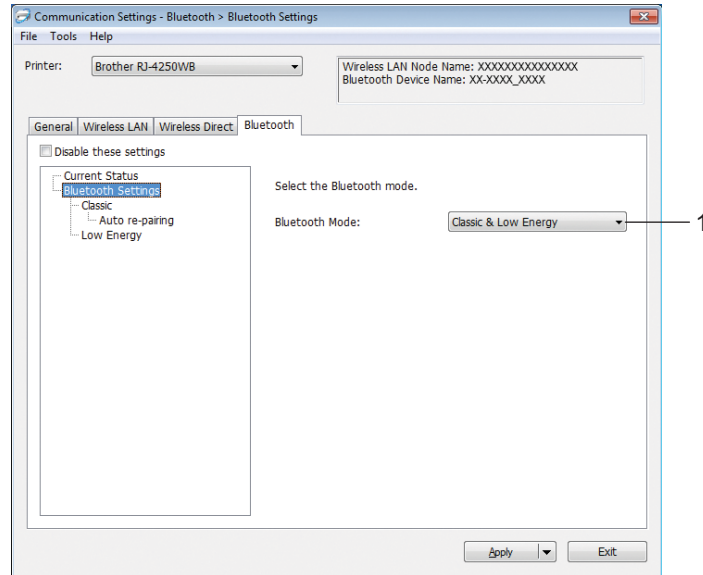 Communication Settings - Bluetooth > Bluetooth Settings
File Tools Help
Printer: Brother RJ-4250WB
Wireless LAN Node Name: XXXXXXXXXXXXXXX
Bluetooth Device Name: XX-XXXX_XXXX
General Wireless LAN Wireless Direct Bluetooth
Disable these settings
Current Status
Bluetooth Settings
Classic
Auto re-pairing
Low Energy
Select the Bluetooth mode.
Bluetooth Mode: Classic & Low Energy
1
Apply Exit